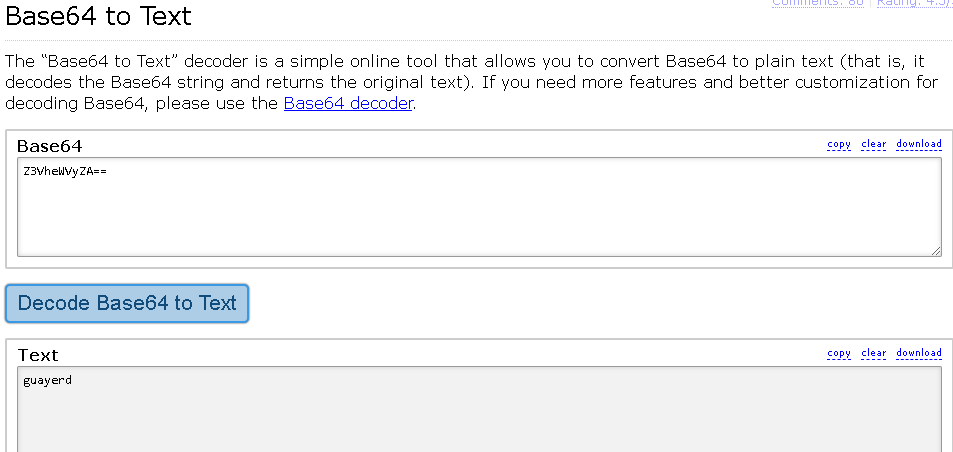 Comments: 80 | Rating: 4.5/
Base64 to Text
The “Base64 to Text” decoder is a simple online tool that allows you to convert Base64 to plain text (that is, it
decodes the Base64 string and returns the original text). If you need more features and better customization for
decoding Base64, please use the Base64 decoder.
Base64
copy clear download
Z3VheWVyZA==
Decode Base64 to Text
Text
copy clear download
guayerd